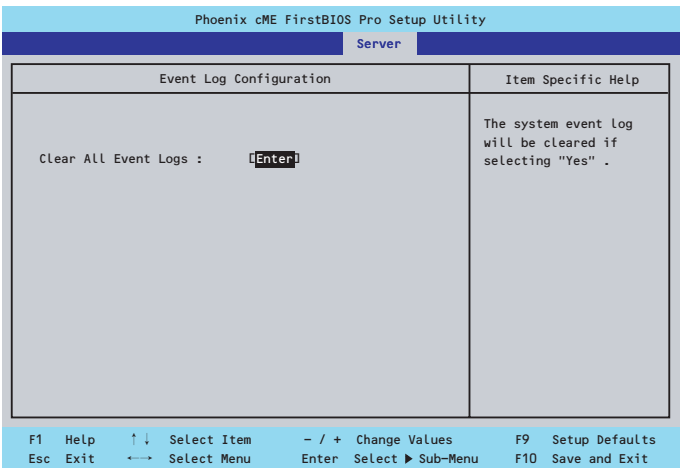 Phoenix cME FirstBIOS Pro Setup Utility
Server
Event Log Configuration
Item Specific Help
Clear All Event Logs : [Enter]
The system event log
will be cleared if
selecting "Yes" .
F1 Help ↑↓ Select Item − / + Change Values F9 Setup Defaults
Esc Exit ←→ Select Menu Enter Select ▶ Sub−Menu F10 Save and Exit